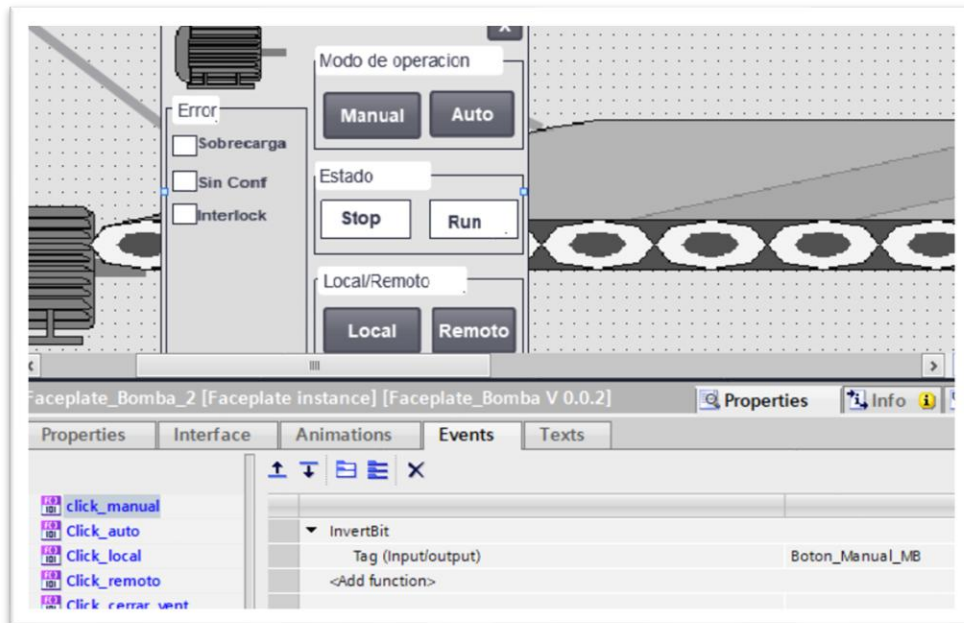 X
Modo de operacion
Manual Auto
Error
Sobrecarga
Sin Conf
Interlock
Estado
Stop Run
Local/Remoto
Local Remoto
Faceplate_Bomba_2 [Faceplate instance] [Faceplate_Bomba V 0.0.2]
Properties Info
Properties Interface Animations Events Texts
click_manual
Click_auto
Click_local
Click_remoto
Click_cerrar_vent
InvertBit
Tag (Input/output) Boton_Manual_MB
<Add function>